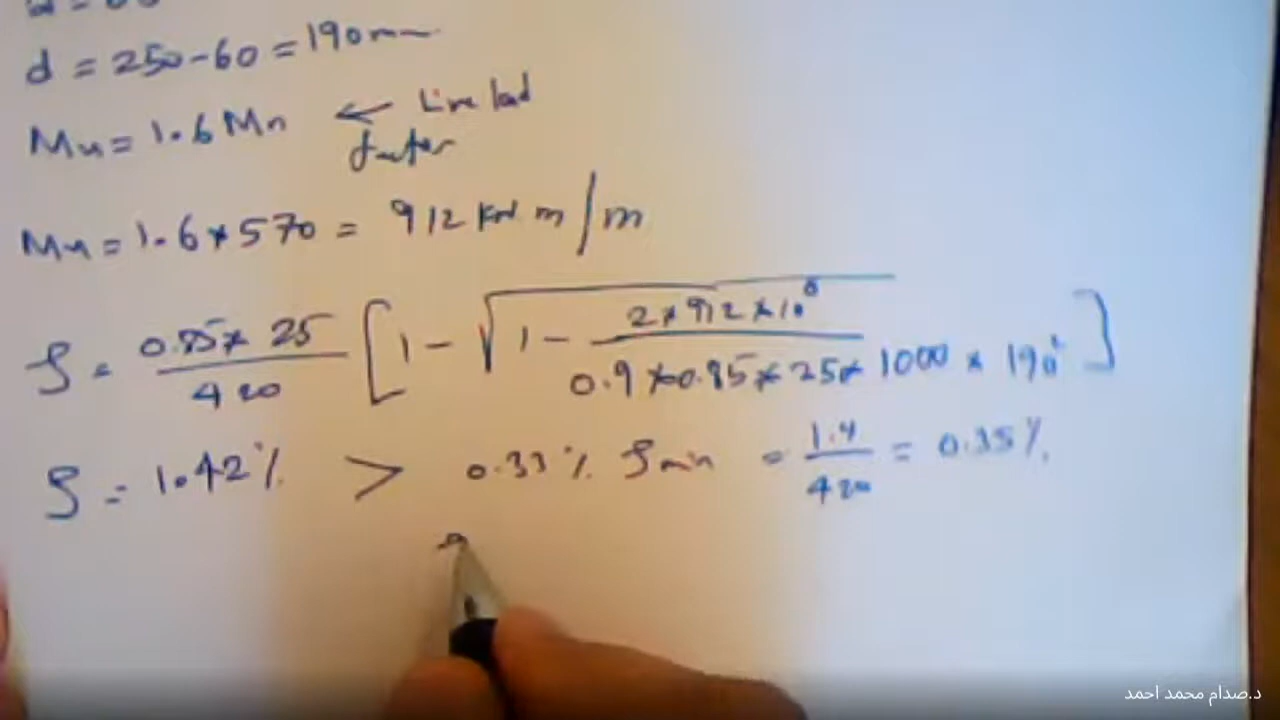 d = 250-60 = 190mm
Mu = 1.6 Mn ← Live load
factor
Mu = 1.6 * 570 = 912 kN m/m
ρ = 0.85 * 25 / 420 [ 1 - √( 1 - 2 * 912 * 10⁶ / 0.9 * 0.85 * 25 * 1000 * 190² ) ]
ρ = 1.42% > 0.33% ρ min = 1.4 / 420 = 0.35%
د.صدام محمد احمد